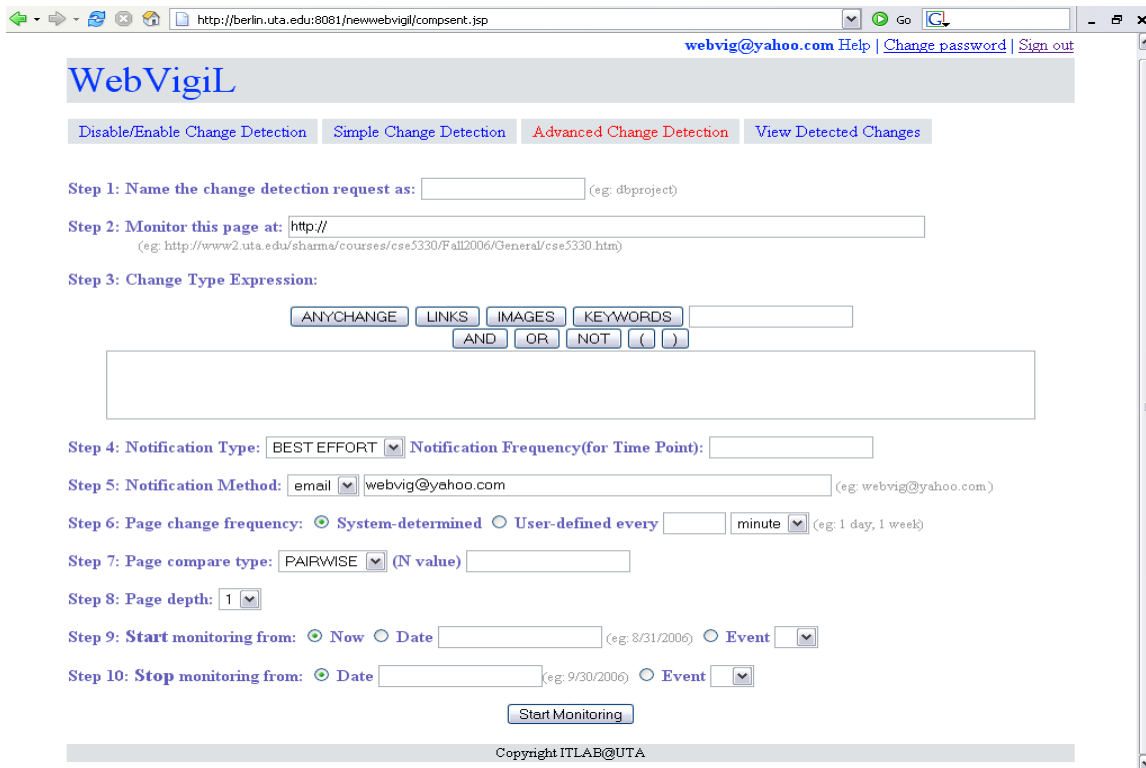 http://berlin.uta.edu:8081/newwebvigil/compsent.jsp Go G
webvig@yahoo.com Help | Change password | Sign out
WebVigiL
Disable/Enable Change Detection Simple Change Detection Advanced Change Detection View Detected Changes
Step 1: Name the change detection request as: (eg: dbproject)
Step 2: Monitor this page at: http://
(eg: http://www2.uta.edu/sharma/courses/cse5330/Fall2006/General/cse5330.htm)
Step 3: Change Type Expression:
ANYCHANGE LINKS IMAGES KEYWORDS
AND OR NOT ( )
Step 4: Notification Type: BEST EFFORT Notification Frequency(for Time Point):
Step 5: Notification Method: email webvig@yahoo.com (eg: webvig@yahoo.com)
Step 6: Page change frequency: System-determined User-defined every minute (eg: 1 day, 1 week)
Step 7: Page compare type: PAIRWISE (N value)
Step 8: Page depth: 1
Step 9: Start monitoring from: Now Date (eg: 8/31/2006) Event
Step 10: Stop monitoring from: Date (eg: 9/30/2006) Event
Start Monitoring
Copyright ITLAB@UTA